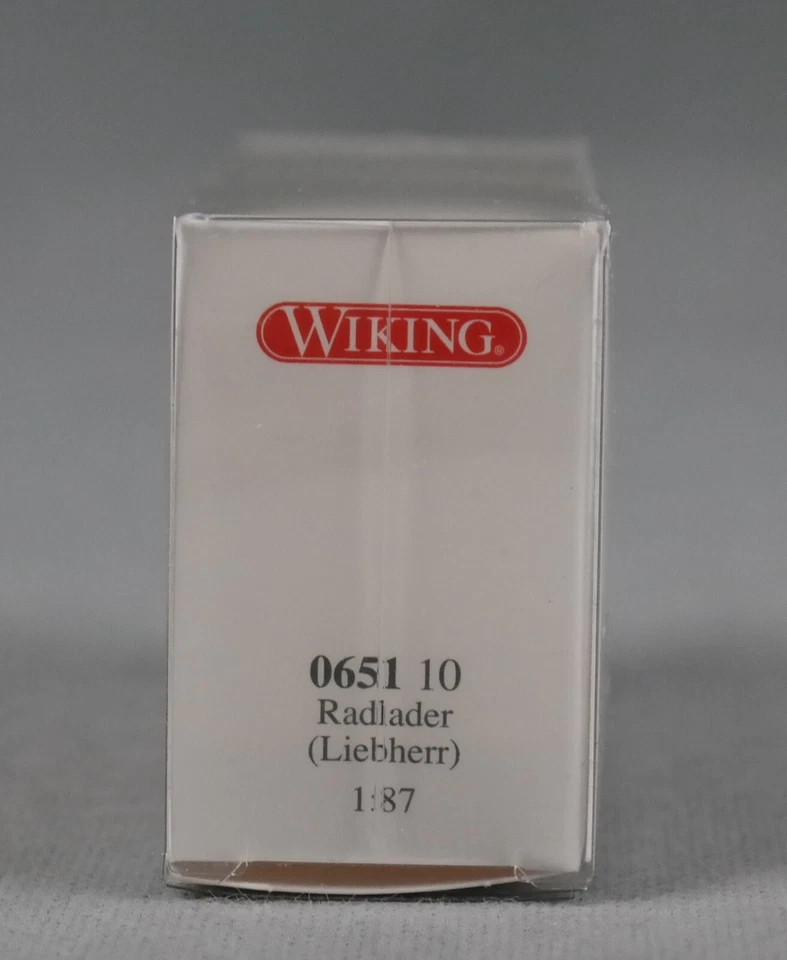 WIKING®
0651 10
Radlader
(Liebherr)
1:87